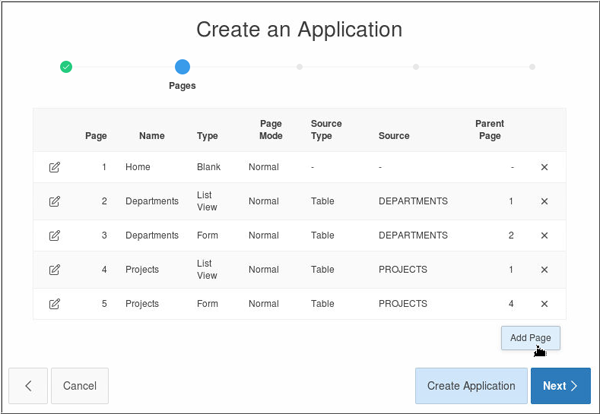 Create an Application
Pages
Page Name Type Page Mode Source Type Source Parent Page
1 Home Blank Normal - - -
2 Departments List View Normal Table DEPARTMENTS 1
3 Departments Form Normal Table DEPARTMENTS 2
4 Projects List View Normal Table PROJECTS 1
5 Projects Form Normal Table PROJECTS 4
Add Page
Cancel Create Application Next